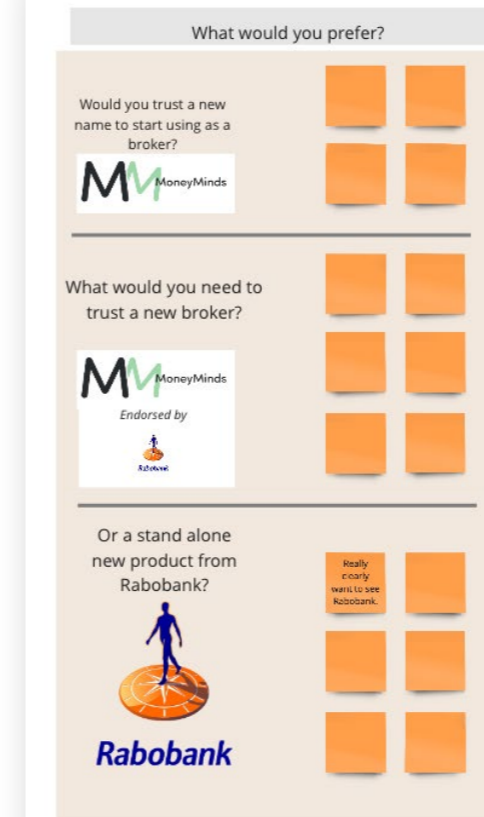 What would you prefer?
Would you trust a new
name to start using as a
broker?
MoneyMinds
What would you need to
trust a new broker?
MoneyMinds
Endorsed by
Rabobank
Or a stand alone
new product from
Rabobank?
Really
clearly
want to see
Rabobank.
Rabobank